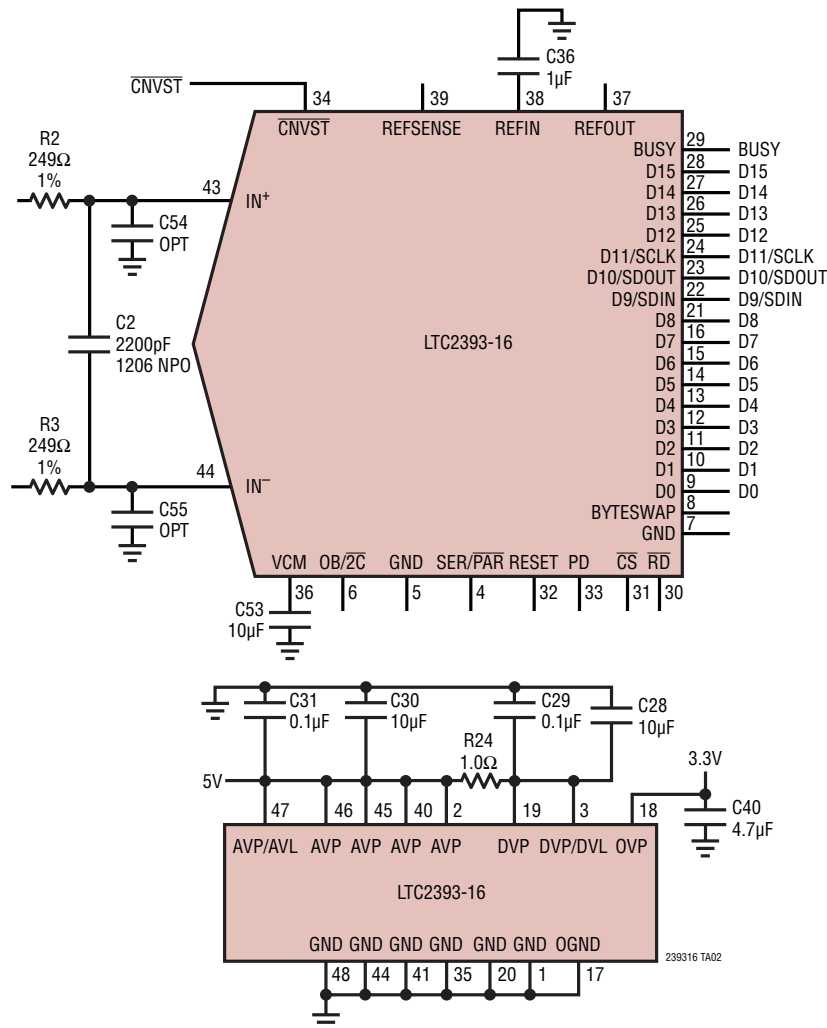 C36
1µF
CNVST
34
39
38
37
CNVST
REFSENSE
REFIN
REFOUT
R2
249Ω
1%
43
IN+
C54
OPT
C2
2200pF
1206 NPO
LTC2393-16
R3
249Ω
1%
44
IN−
C55
OPT
BUSY 29 BUSY
D15 28 D15
D14 27 D14
D13 26 D13
D12 25 D12
D11/SCLK 24 D11/SCLK
D10/SDOUT 23 D10/SDOUT
D9/SDIN 22 D9/SDIN
D8 21 D8
D7 16 D7
D6 15 D6
D5 14 D5
D4 13 D4
D3 12 D3
D2 11 D2
D1 10 D1
D0 9 D0
BYTESWAP 8
GND 7
VCM OB/2C GND SER/PAR RESET PD CS RD
36 6 5 4 32 33 31 30
C53
10µF
C31
0.1µF
C30
10µF
C29
0.1µF
C28
10µF
R24
1.0Ω
5V
3.3V
C40
4.7µF
47 46 45 40 2 19 3 18
AVP/AVL AVP AVP AVP AVP DVP DVP/DVL OVP
LTC2393-16
GND GND GND GND GND GND OGND
48 44 41 35 20 1 17
239316 TA02